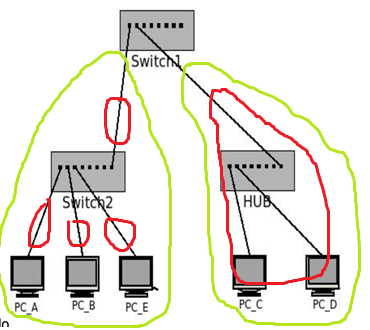 Switch1
Switch2
HUB
PC_A
PC_B
PC_E
PC_C
PC_D